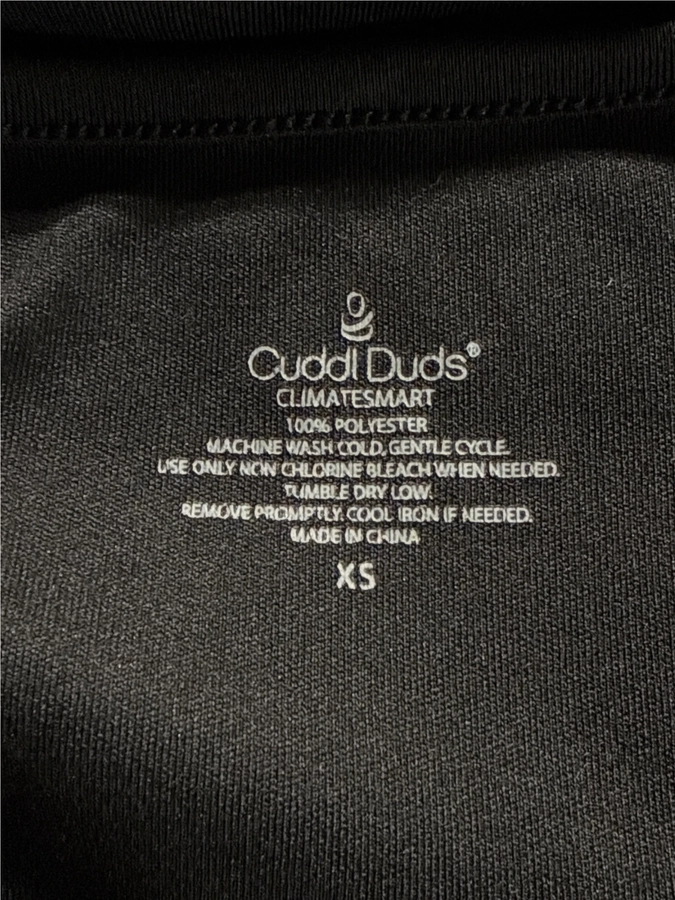 Cuddl Duds®
CLIMATESMART
100% POLYESTER
MACHINE WASH COLD, GENTLE CYCLE.
USE ONLY NON CHLORINE BLEACH WHEN NEEDED.
TUMBLE DRY LOW.
REMOVE PROMPTLY. COOL IRON IF NEEDED.
MADE IN CHINA
XS